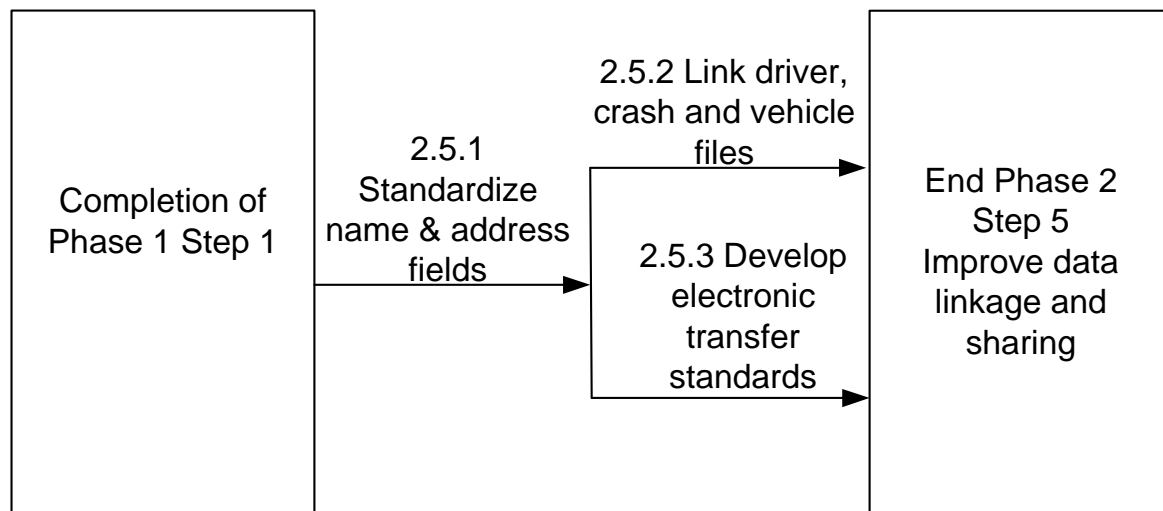 Completion of
Phase 1 Step 1
2.5.1
Standardize
name & address
fields
2.5.2 Link driver,
crash and vehicle
files
2.5.3 Develop
electronic
transfer
standards
End Phase 2
Step 5
Improve data
linkage and
sharing